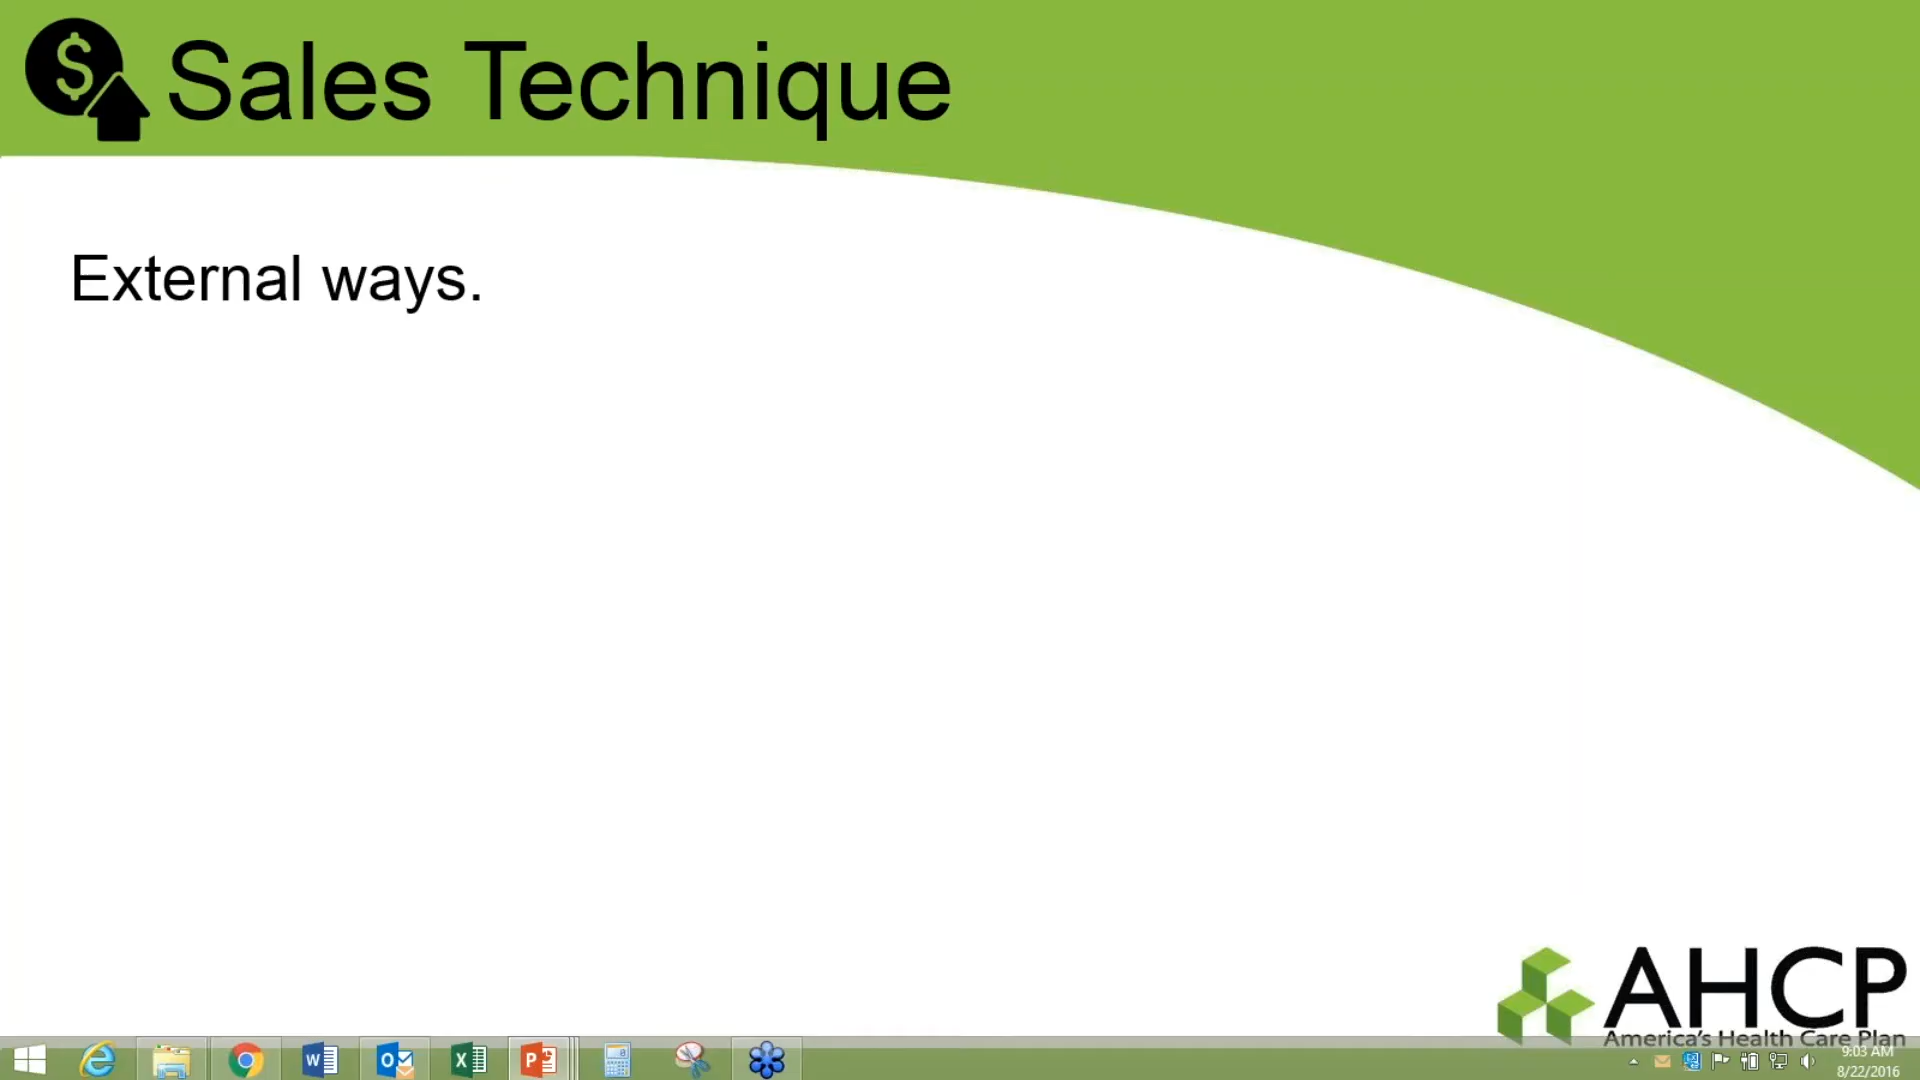 Sales Technique
External ways.
AHCP
America's Health Care Plan
9:03 AM
8/22/2016